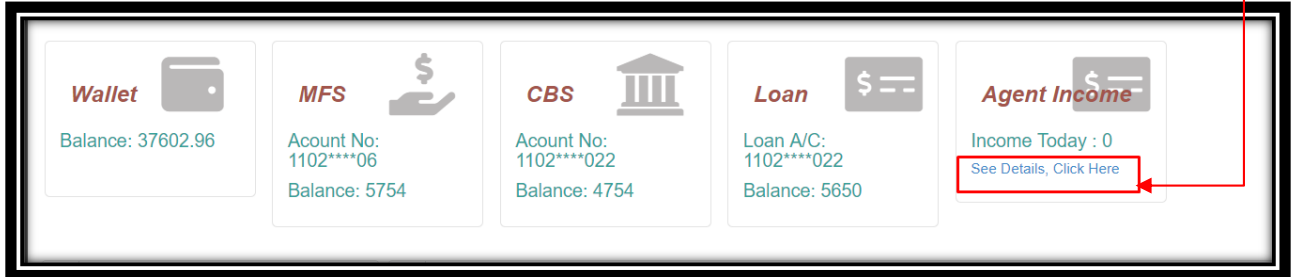 Wallet
Balance: 37602.96
MFS
Acount No:
1102****06
Balance: 5754
CBS
Acount No:
1102****022
Balance: 4754
Loan
Loan A/C:
1102****022
Balance: 5650
Agent Income
Income Today : 0
See Details, Click Here